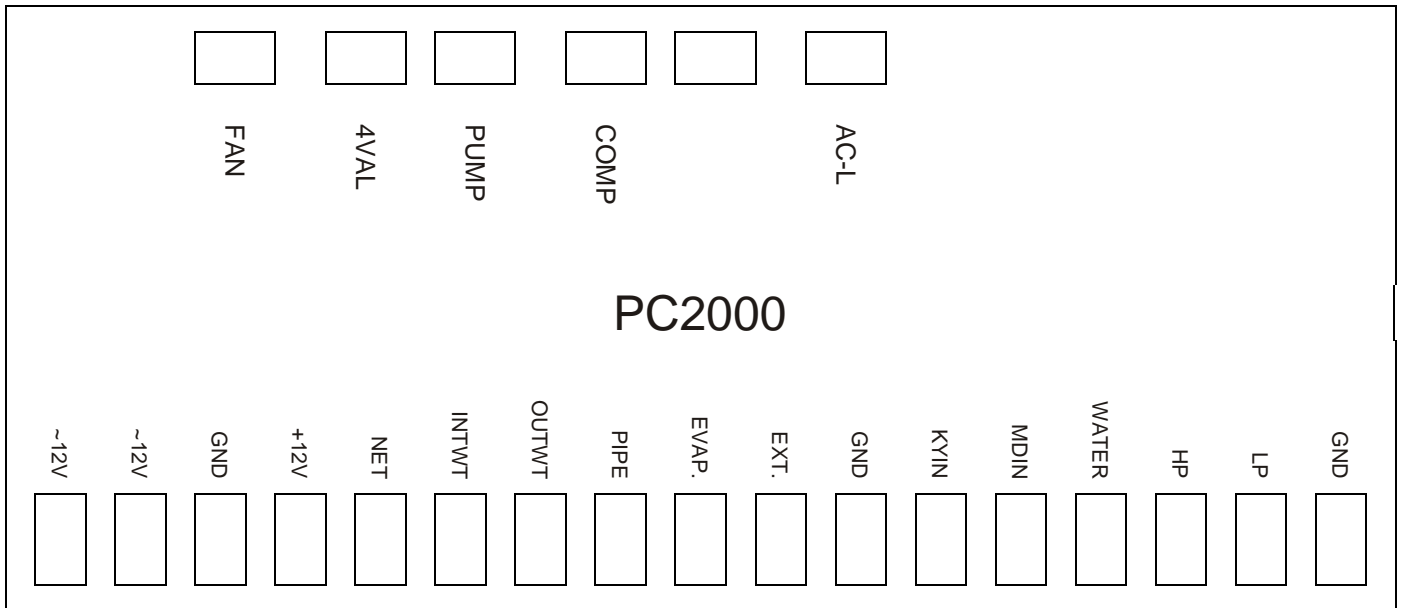 FAN
4VAL
PUMP
COMP
AC-L
PC2000
~12V
~12V
GND
+12V
NET
INTWT
OUTWT
PIPE
EVAP.
EXT.
GND
KYIN
MDIN
WATER
HP
LP
GND